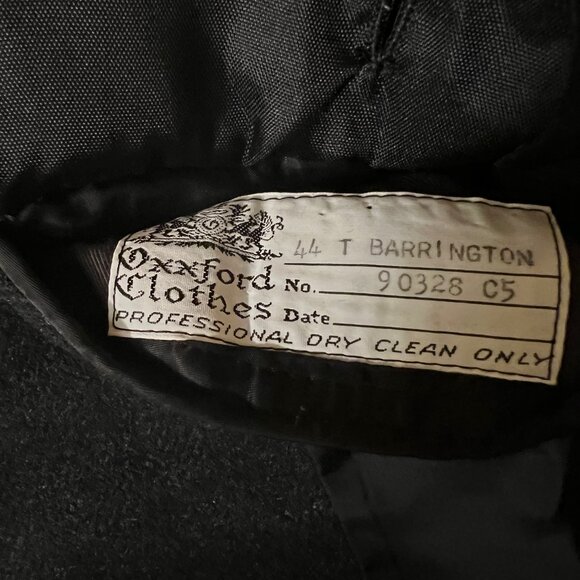 44 T BARRINGTON
Oxxford
Clothes
No. 90328 C5
Date
PROFESSIONAL DRY CLEAN ONLY